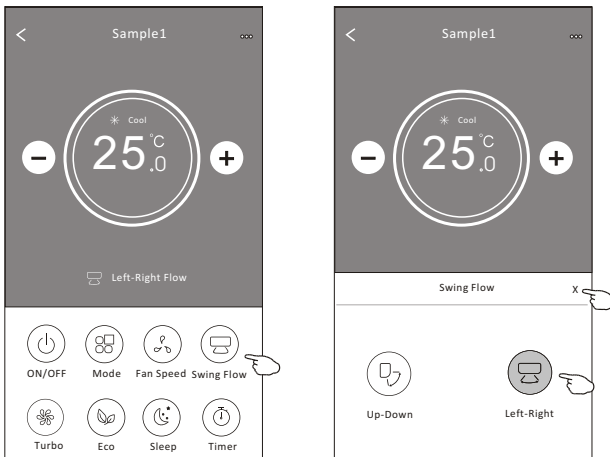 Sample1
Cool
25.0°C
Left-Right Flow
ON/OFF
Mode
Fan Speed
Swing Flow
Turbo
Eco
Sleep
Timer
Sample1
Cool
25.0°C
Swing Flow
X
Up-Down
Left-Right